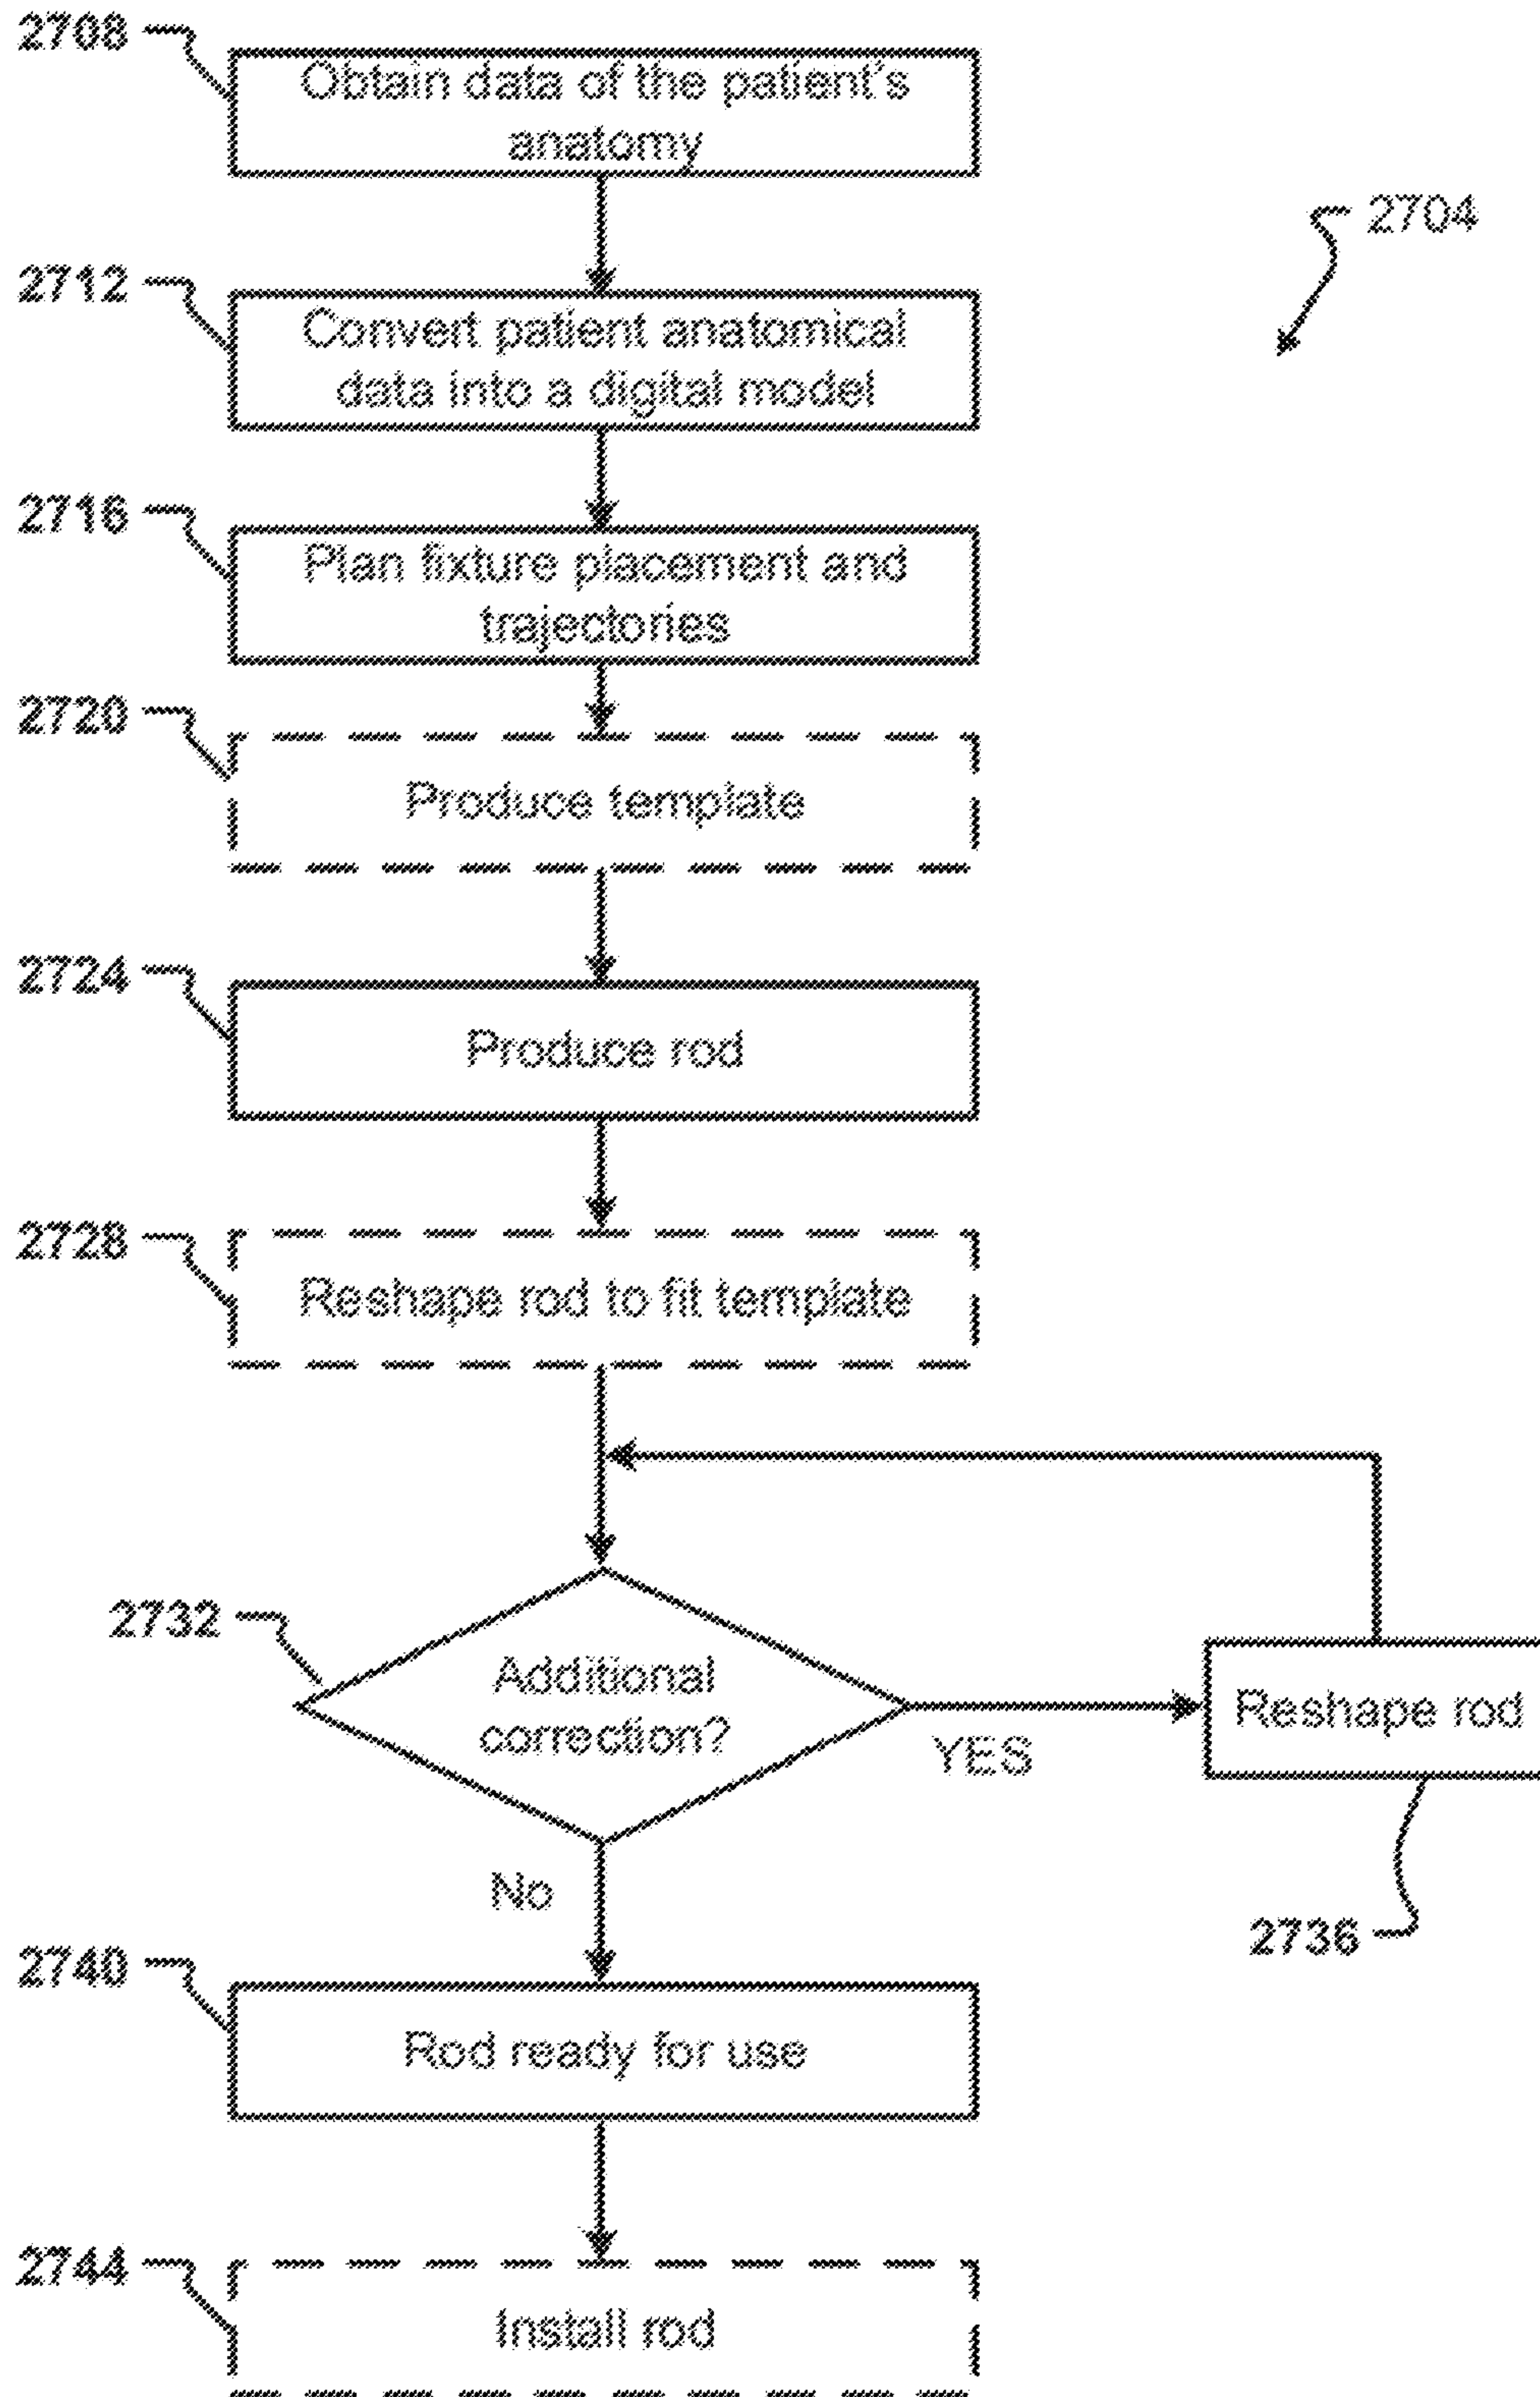 2708
Obtain data of the patient's
anatomy
2704
2712
Convert patient anatomical
data into a digital model
2716
Plan fixture placement and
trajectories
2720
Produce template
2724
Produce rod
2728
Reshape rod to fit template
2732
Additional
correction?
YES
Reshape rod
2736
No
2740
Rod ready for use
2744
Install rod